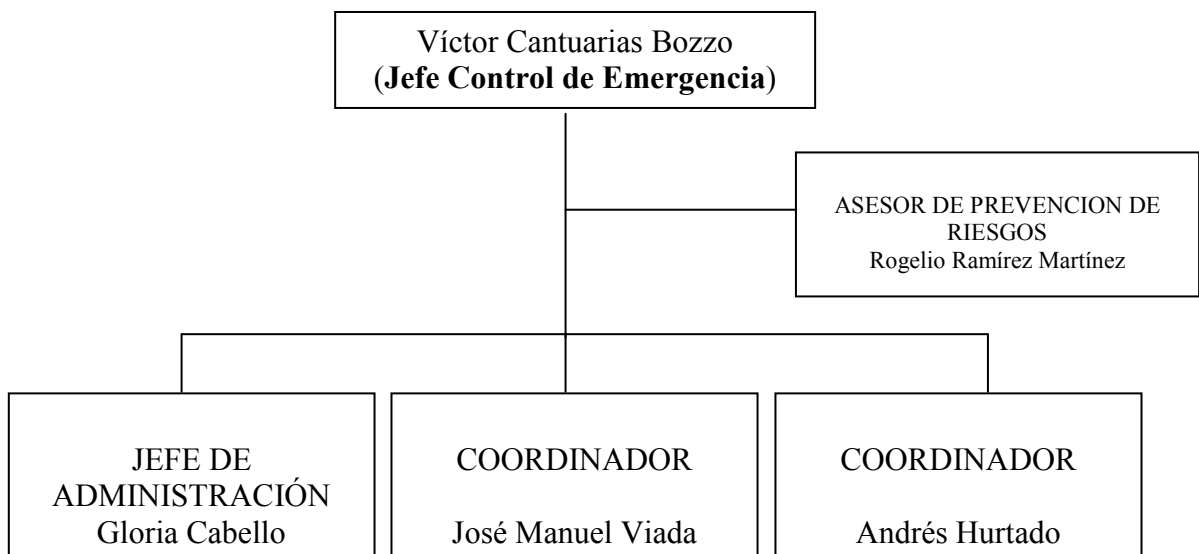 Víctor Cantuarias Bozzo
(Jefe Control de Emergencia)
ASESOR DE PREVENCION DE
RIESGOS
Rogelio Ramírez Martínez
JEFE DE
ADMINISTRACIÓN
Gloria Cabello
COORDINADOR
José Manuel Viada
COORDINADOR
Andrés Hurtado